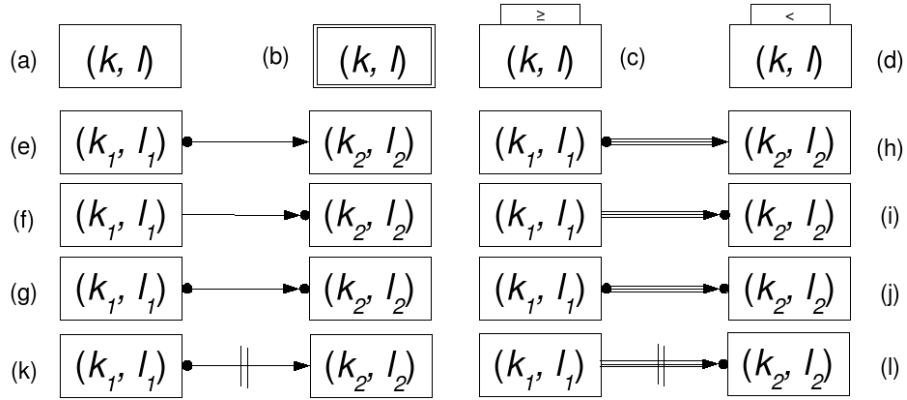 ≥ <
(a) (k, l) (b) (k, l) (k, l) (c) (k, l) (d)
(e) (k₁, l₁) (k₂, l₂) (k₁, l₁) (k₂, l₂) (h)
(f) (k₁, l₁) (k₂, l₂) (k₁, l₁) (k₂, l₂) (i)
(g) (k₁, l₁) (k₂, l₂) (k₁, l₁) (k₂, l₂) (j)
(k) (k₁, l₁) (k₂, l₂) (k₁, l₁) (k₂, l₂) (l)